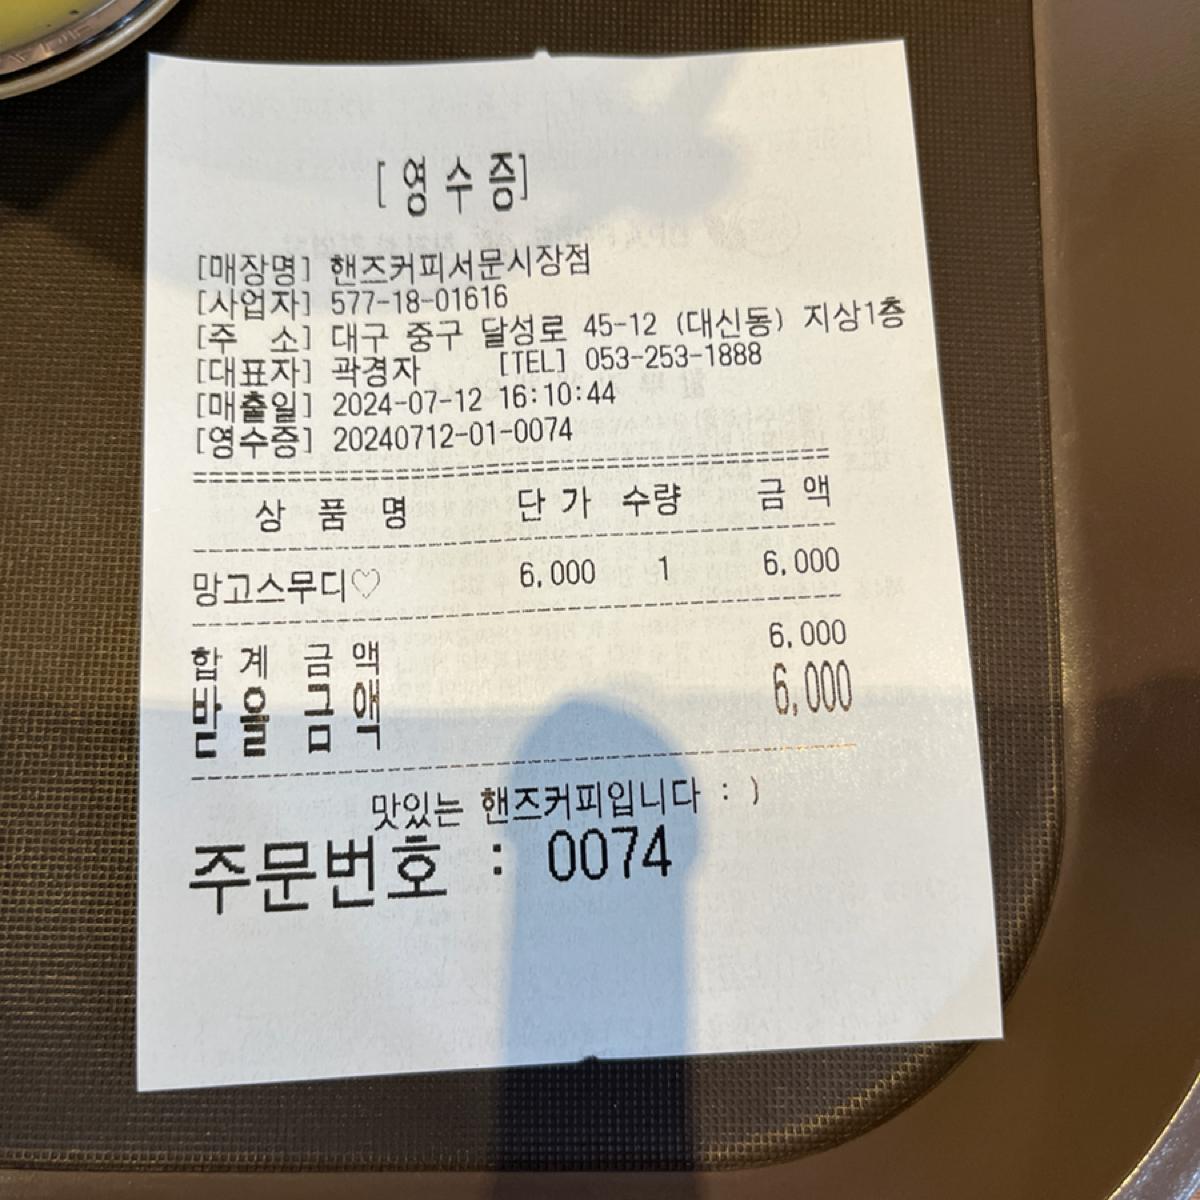 [영수증]
[매장명] 핸즈커피서문시장점
[사업자] 577-18-01616
[주 소] 대구 중구 달성로 45-12 (대신동) 지상1층
[대표자] 곽경자 [TEL] 053-253-1888
[매출일] 2024-07-12 16:10:44
[영수증] 20240712-01-0074
상 품 명 단 가 수량 금 액
망고스무디♡ 6,000 1 6,000
합 계 금 액 6,000
받 을 금 액 6,000
맛있는 핸즈커피입니다 : )
주문번호 : 0074